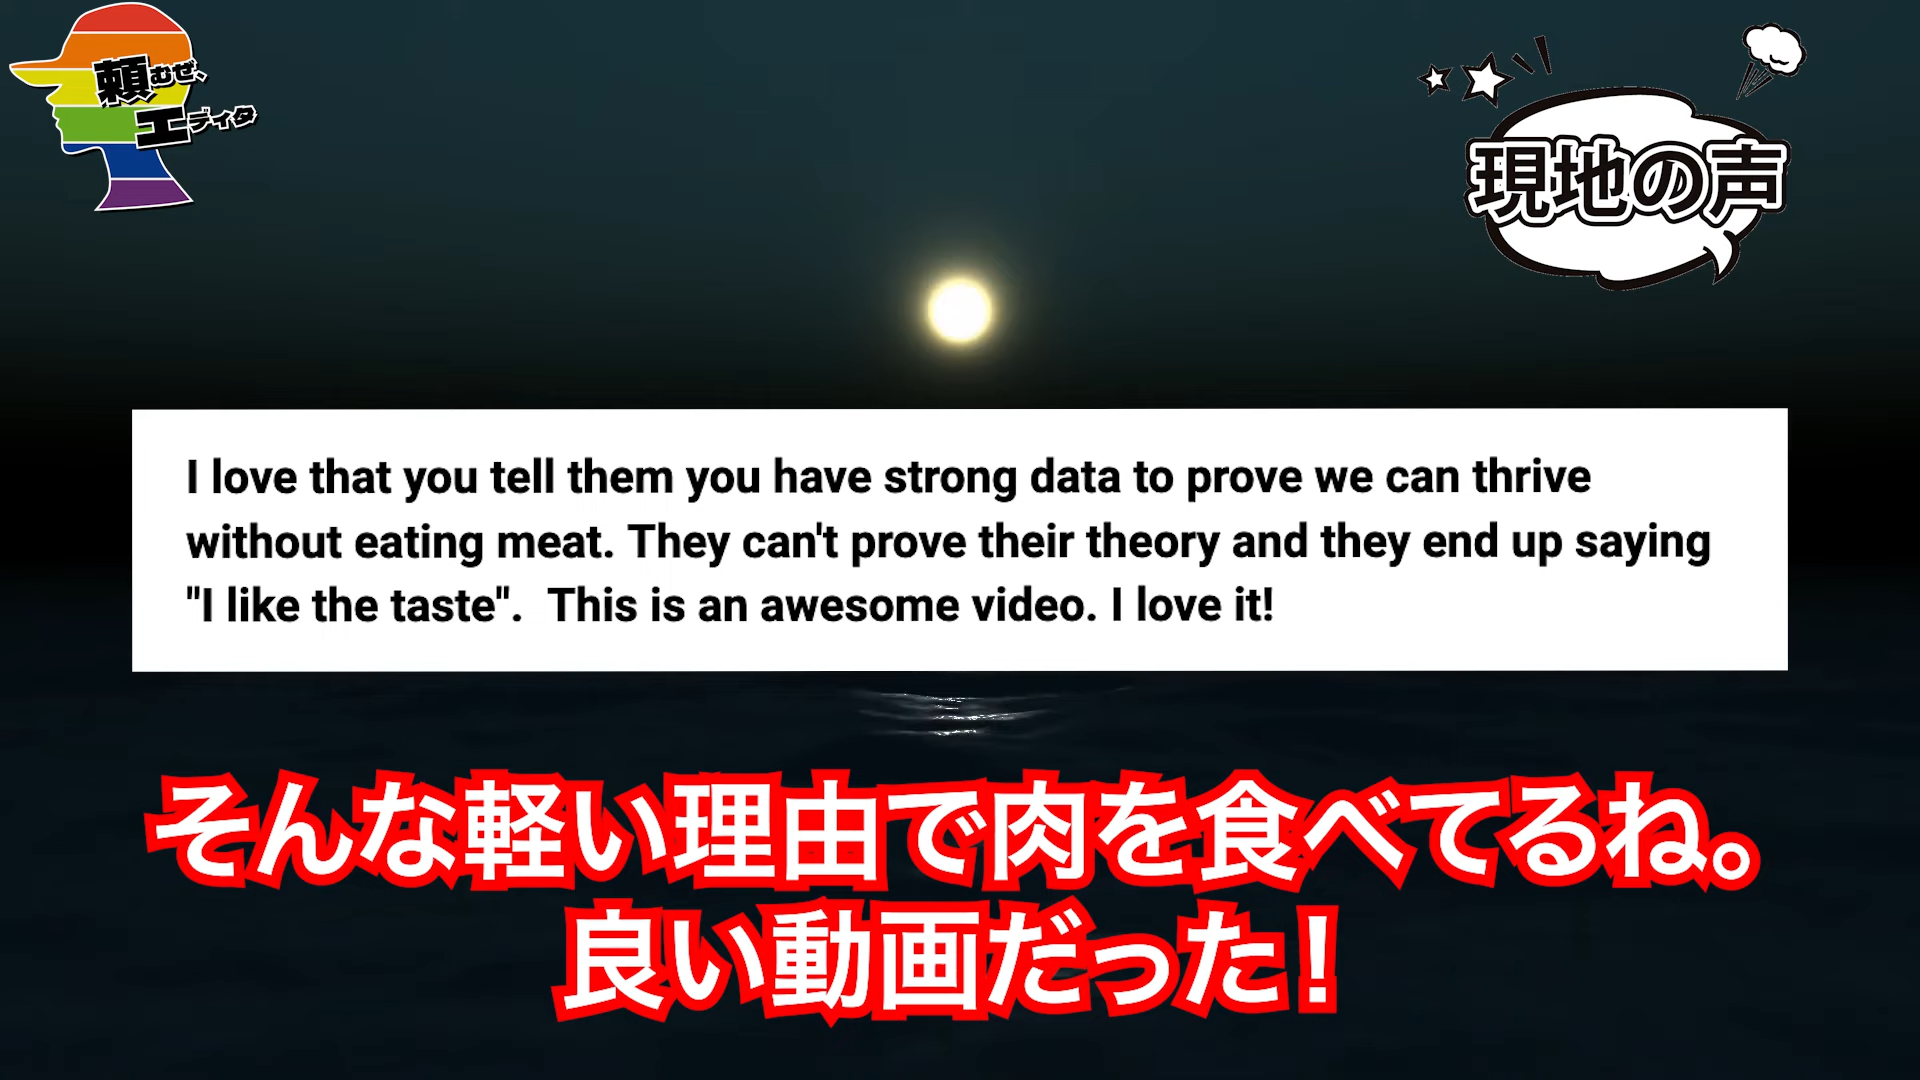 頼むぜ、
エディタ
現地の声
I love that you tell them you have strong data to prove we can thrive
without eating meat. They can't prove their theory and they end up saying
"I like the taste".  This is an awesome video. I love it!
そんな軽い理由で肉を食べてるね。
良い動画だった！